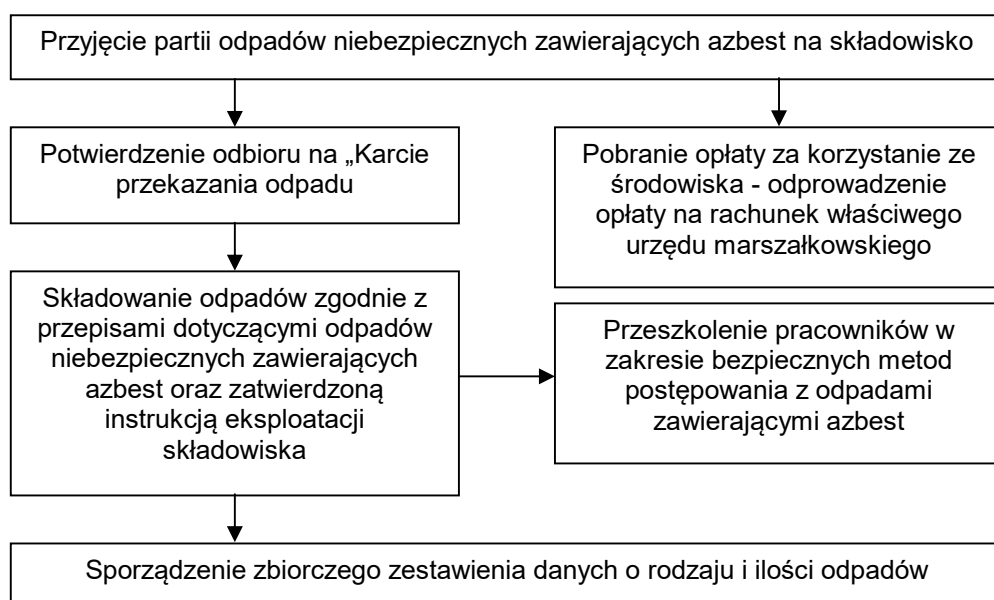 Przyjęcie partii odpadów niebezpiecznych zawierających azbest na składowisko
Potwierdzenie odbioru na „Karcie
przekazania odpadu
Pobranie opłaty za korzystanie ze
środowiska - odprowadzenie
opłaty na rachunek właściwego
urzędu marszałkowskiego
Składowanie odpadów zgodnie z
przepisami dotyczącymi odpadów
niebezpiecznych zawierających
azbest oraz zatwierdzoną
instrukcją eksploatacji
składowiska
Przeszkolenie pracowników w
zakresie bezpiecznych metod
postępowania z odpadami
zawierającymi azbest
Sporządzenie zbiorczego zestawienia danych o rodzaju i ilości odpadów